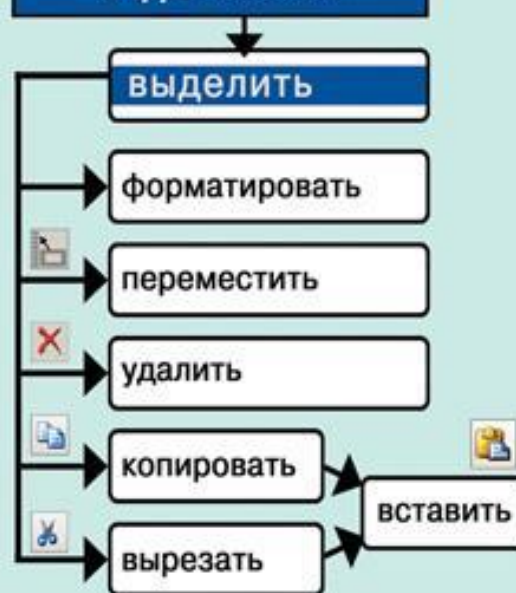 выделить
форматировать
переместить
удалить
копировать
вставить
вырезать